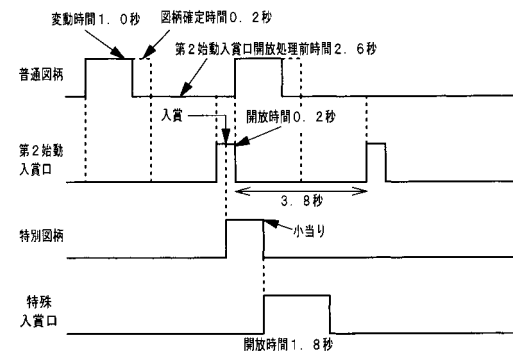 変動時間1．0秒
図柄確定時間0．2秒
第2始動入賞口開放処理前時間2．6秒
普通図柄
入賞
開放時間0．2秒
第2始動
入賞口
3．8秒
小当り
特別図柄
特殊
入賞口
開放時間1．8秒